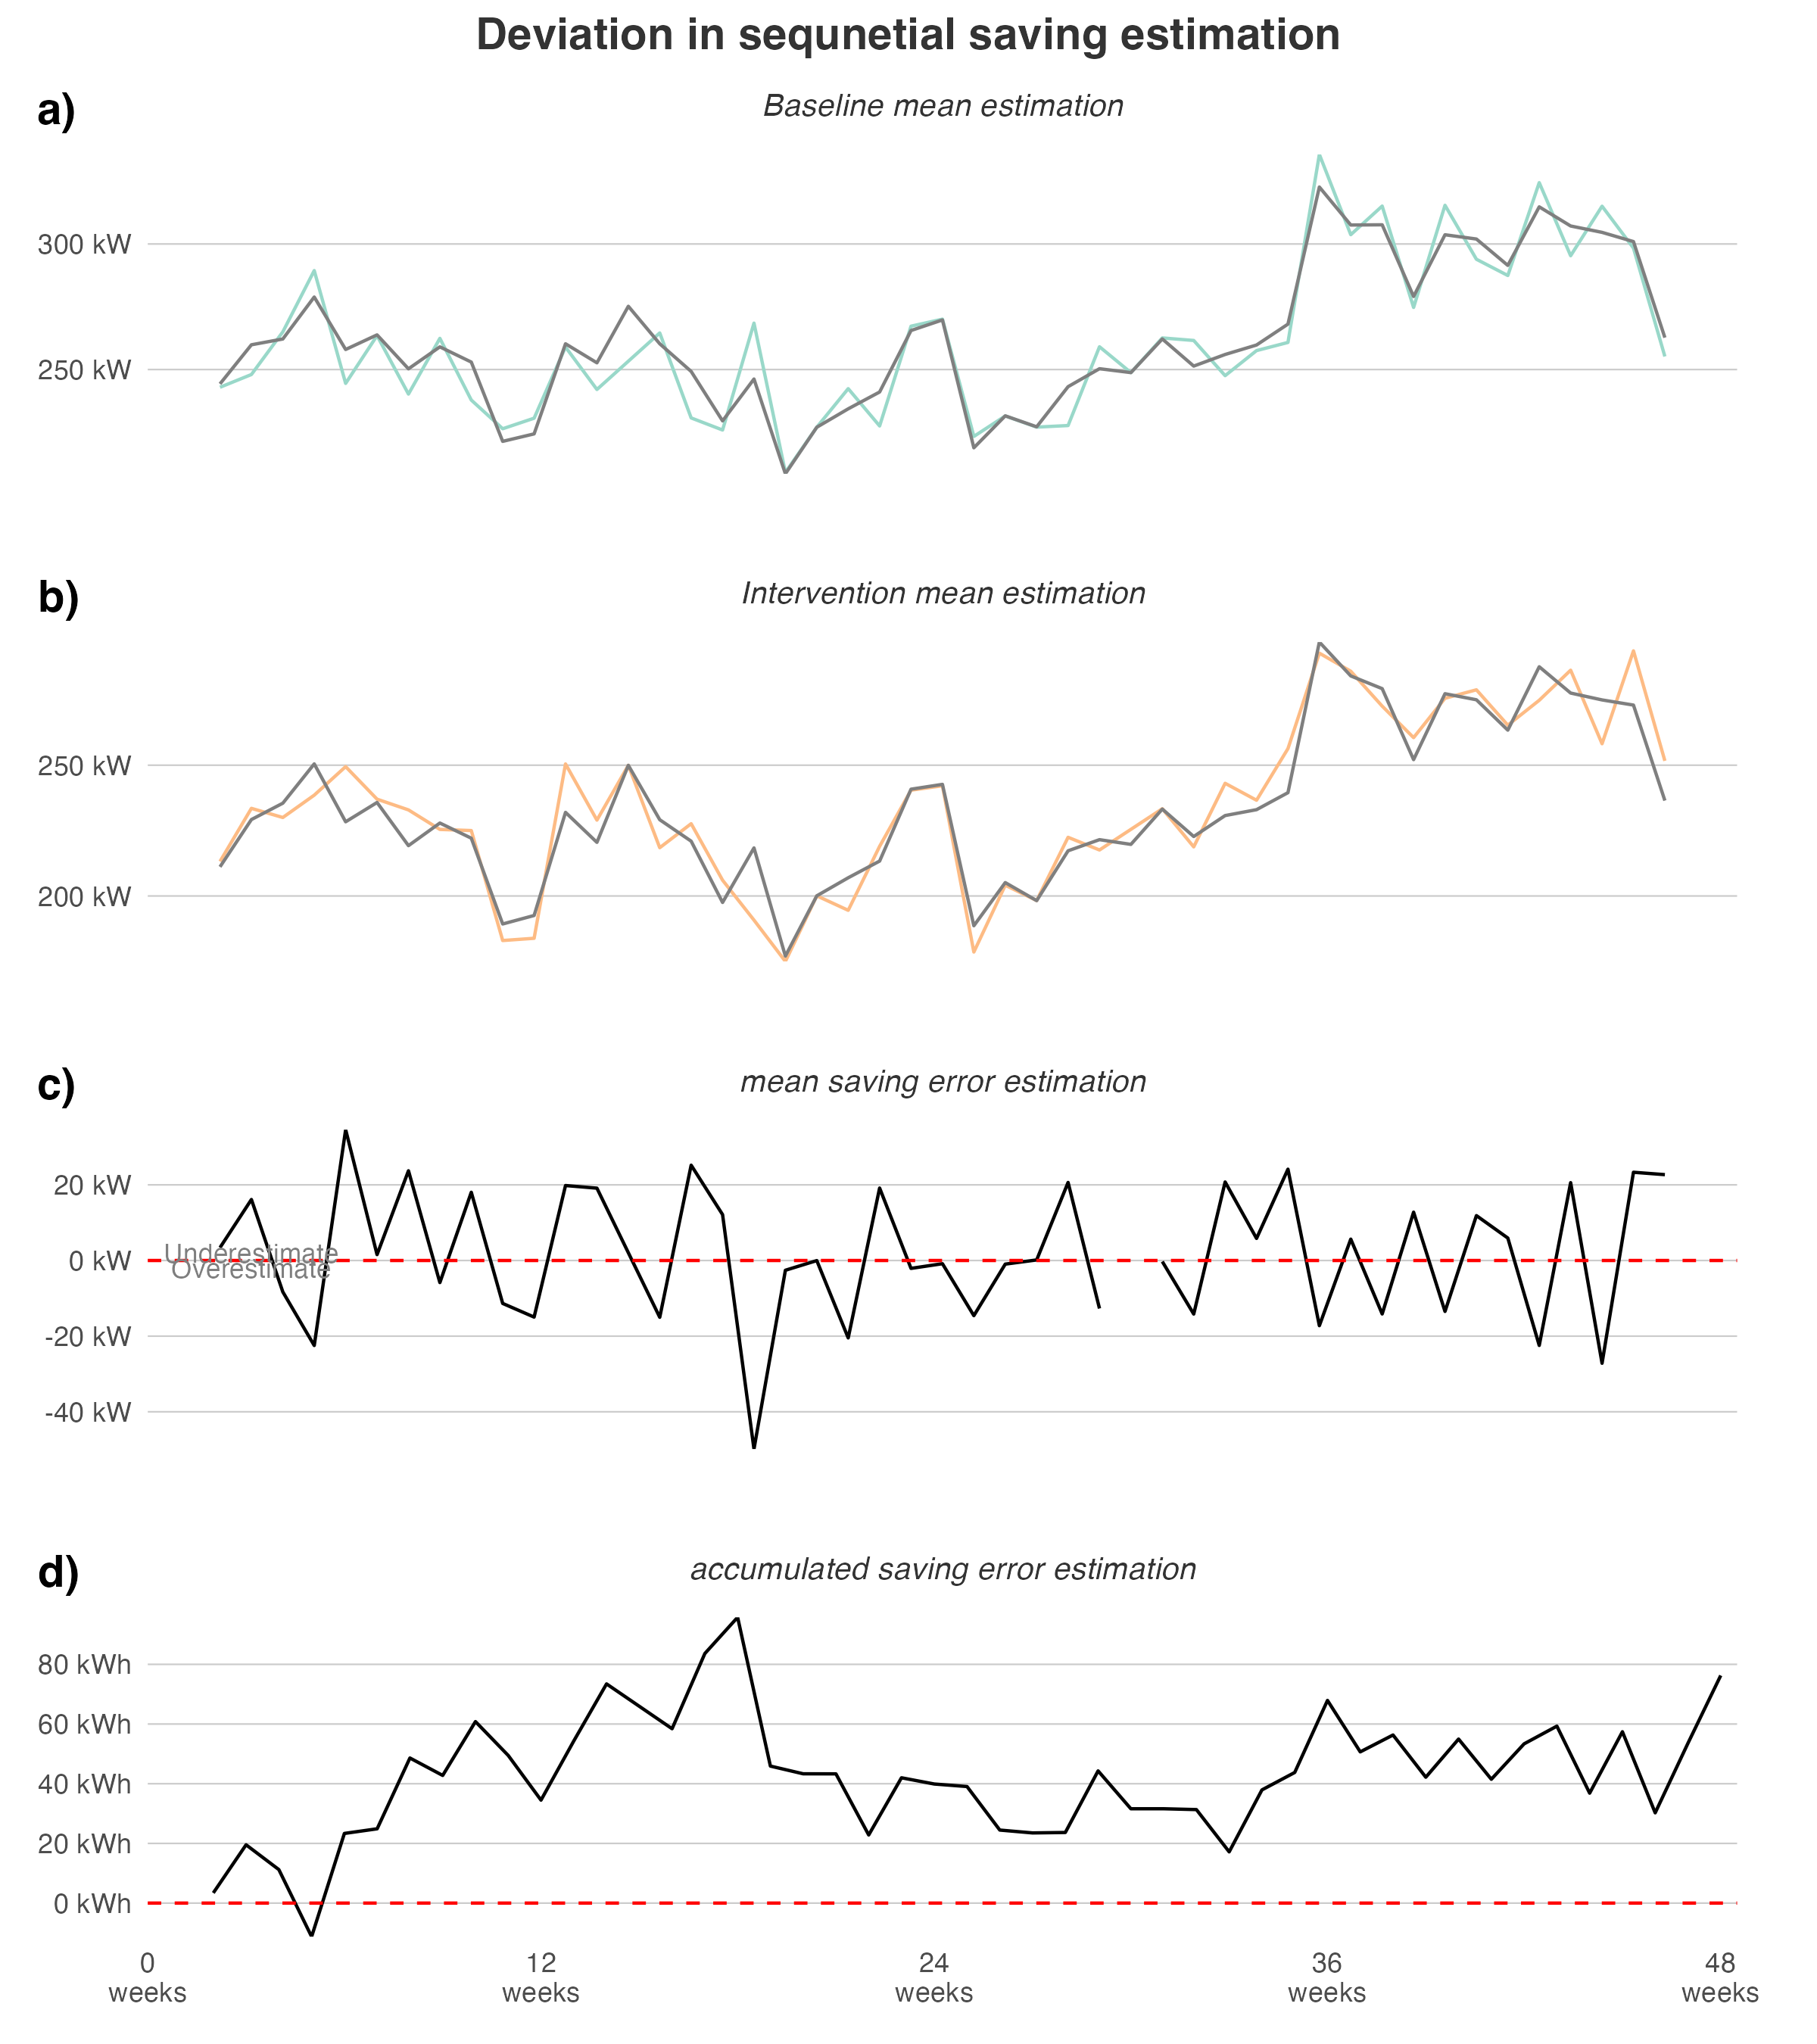 Deviation in sequnetial saving estimation
a)
Baseline mean estimation
300 kW
250 kW
b)
Intervention mean estimation
250 kW
200 kW
c)
mean saving error estimation
20 kW
Underestimate
0 kW
Overestimate
-20 kW
-40 kW
d)
accumulated saving error estimation
80 kWh
60 kWh
40 kWh
20 kWh
0 kWh
0 12 24 36 48
weeks weeks weeks weeks weeks